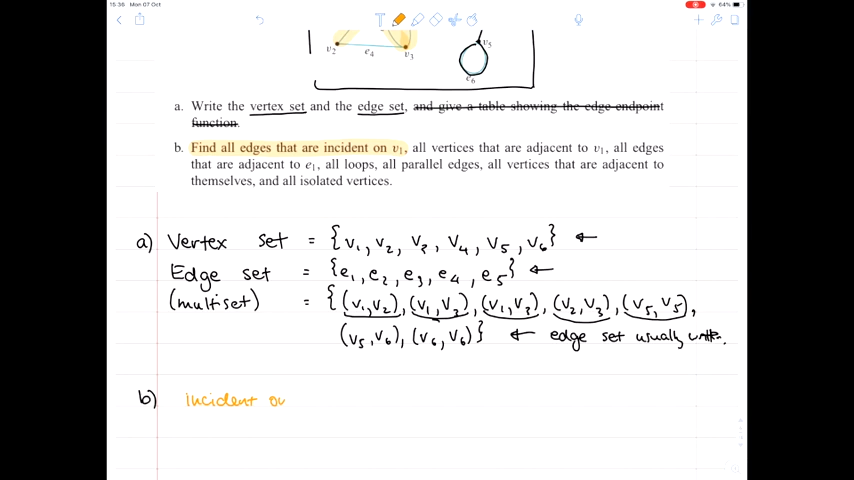 15.36 Mon 07 Oct
64%
v2 e4 v3
v5
e6
a. Write the vertex set and the edge set, and give a table showing the edge endpoint
function.
b. Find all edges that are incident on v1, all vertices that are adjacent to v1, all edges
that are adjacent to e1, all loops, all parallel edges, all vertices that are adjacent to
themselves, and all isolated vertices.
a) Vertex set = {v1, v2, v3, v4, v5, v6} ←
Edge set = {e1, e2, e3, e4, e5} ←
(multiset) = {(v1,v2), (v1,v3), (v1,v3), (v2,v3), (v5,v5),
(v5,v6), (v6,v6)} ← edge set usually
b) incident on